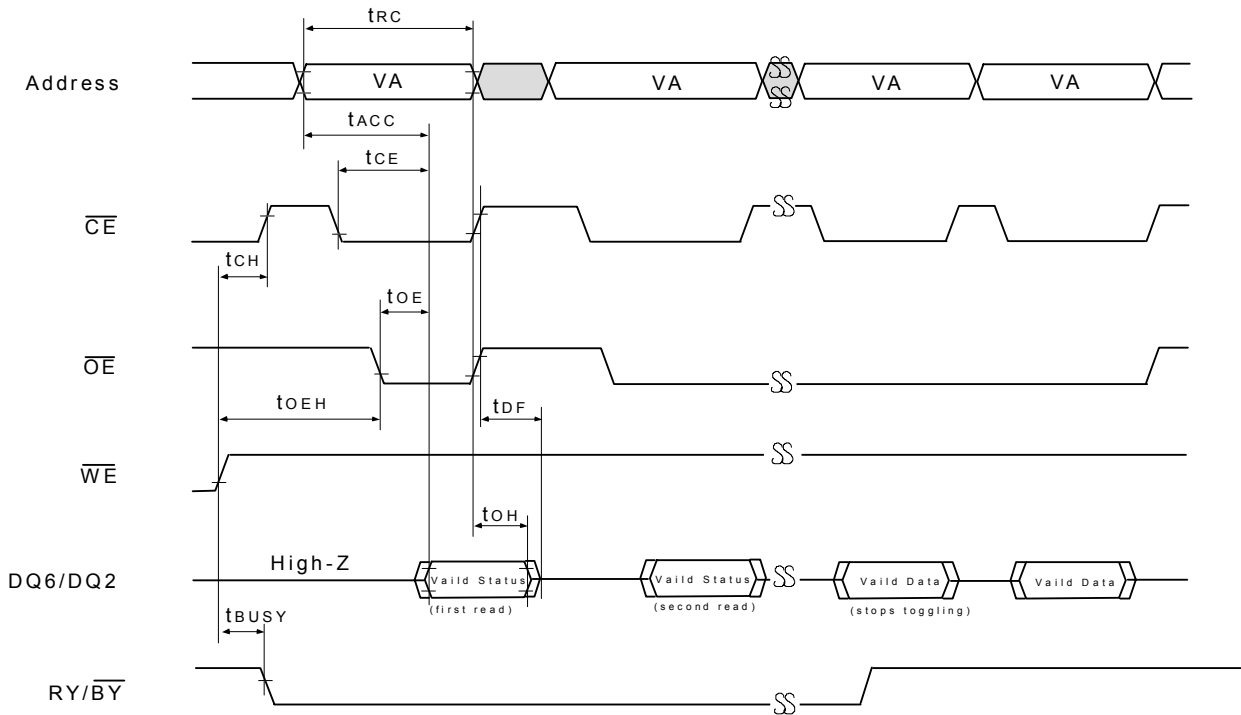 tRC
Address VA VA VA VA
tACC
tCE
CE
tCH
tOE
OE
tOEH
tDF
WE
tOH
High-Z
DQ6/DQ2 Vaild Status Vaild Status Vaild Data Vaild Data
(first read) (second read) (stops toggling)
tBUSY
RY/BY